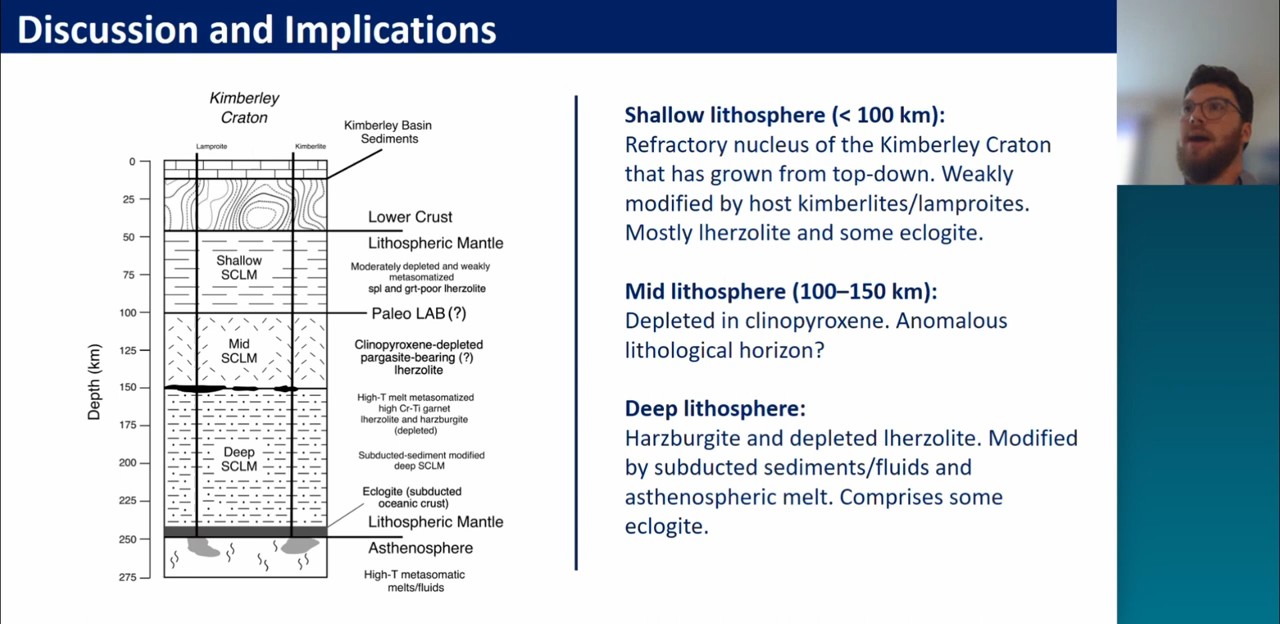 Discussion and Implications
Kimberley
Craton
Kimberley Basin
Sediments
Lamproite
Kimberlite
0
25
50
75
100
125
150
175
200
225
250
275
Depth (km)
Lower Crust
Lithospheric Mantle
Shallow
SCLM
Moderately depleted and weakly
metasomatized
spl and grt-poor lherzolite
Paleo LAB (?)
Mid
SCLM
Clinopyroxene-depleted
pargasite-bearing (?)
lherzolite
High-T melt metasomatized
high Cr-Ti garnet
lherzolite and harzburgite
(depleted)
Deep
SCLM
Subducted-sediment modified
deep SCLM
Eclogite (subducted
oceanic crust)
Lithospheric Mantle
Asthenosphere
High-T metasomatic
melts/fluids
Shallow lithosphere (< 100 km):
Refractory nucleus of the Kimberley Craton
that has grown from top-down. Weakly
modified by host kimberlites/lamproites.
Mostly lherzolite and some eclogite.
Mid lithosphere (100–150 km):
Depleted in clinopyroxene. Anomalous
lithological horizon?
Deep lithosphere:
Harzburgite and depleted lherzolite. Modified
by subducted sediments/fluids and
asthenospheric melt. Comprises some
eclogite.